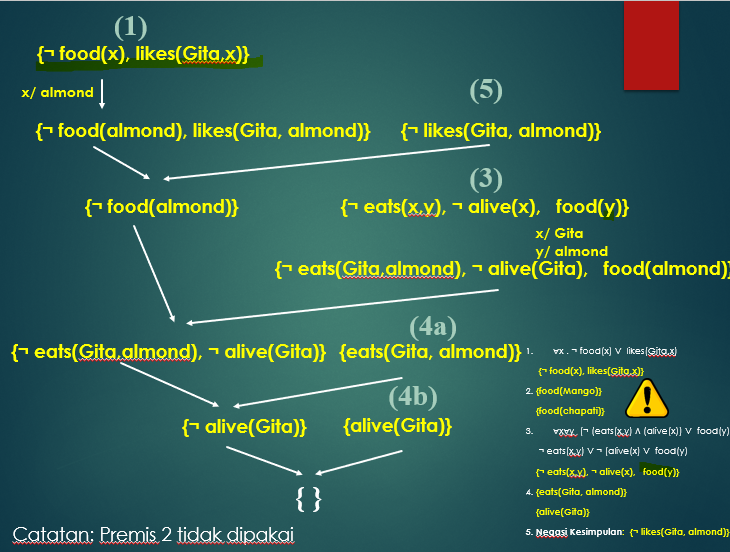 (1)
{¬ food(x), likes(Gita,x)}
x/ almond
(5)
{¬ food(almond), likes(Gita, almond)} {¬ likes(Gita, almond)}
(3)
{¬ food(almond)} {¬ eats(x,y), ¬ alive(x), food(y)}
x/ Gita
y/ almond
{¬ eats(Gita,almond), ¬ alive(Gita), food(almond)}
(4a)
{¬ eats(Gita,almond), ¬ alive(Gita)} {eats(Gita, almond)}
(4b)
{¬ alive(Gita)} {alive(Gita)}
{ }
Catatan: Premis 2 tidak dipakai
1. ∀x . ¬ food(x) V likes(Gita,x)
{¬ food(x), likes(Gita,x)}
2. {food(Mango)}
{food(chapati)}
3. ∀x∀y (¬ (eats(x,y) Λ (alive(x)) V food(y)
¬ eats(x,y) V ¬ (alive(x) V food(y)
{¬ eats(x,y), ¬ alive(x), food(y)}
4. {eats(Gita, almond)}
{alive(Gita)}
5. Negasi Kesimpulan: {¬ likes(Gita, almond)}